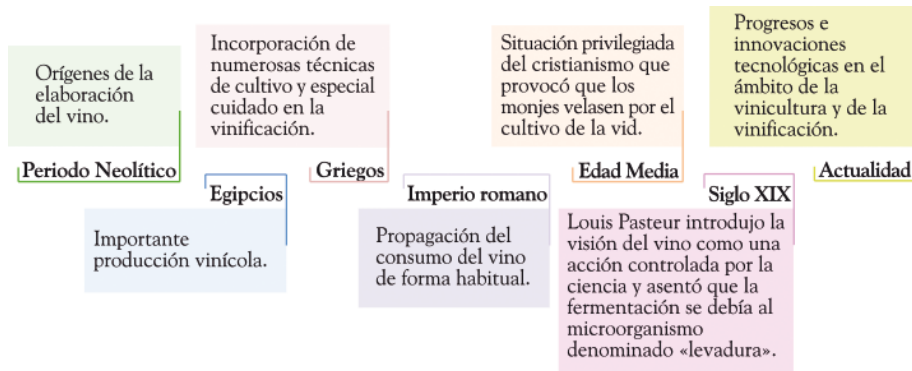 Orígenes de la
elaboración
del vino.
Periodo Neolítico
Egipcios
Importante
producción vinícola.
Incorporación de
numerosas técnicas
de cultivo y especial
cuidado en la
vinificación.
Griegos
Imperio romano
Propagación del
consumo del vino
de forma habitual.
Situación privilegiada
del cristianismo que
provocó que los
monjes velasen por el
cultivo de la vid.
Edad Media
Siglo XIX
Louis Pasteur introdujo la
visión del vino como una
acción controlada por la
ciencia y asentó que la
fermentación se debía al
microorganismo
denominado «levadura».
Progresos e
innovaciones
tecnológicas en el
ámbito de la
vinicultura y de la
vinificación.
Actualidad